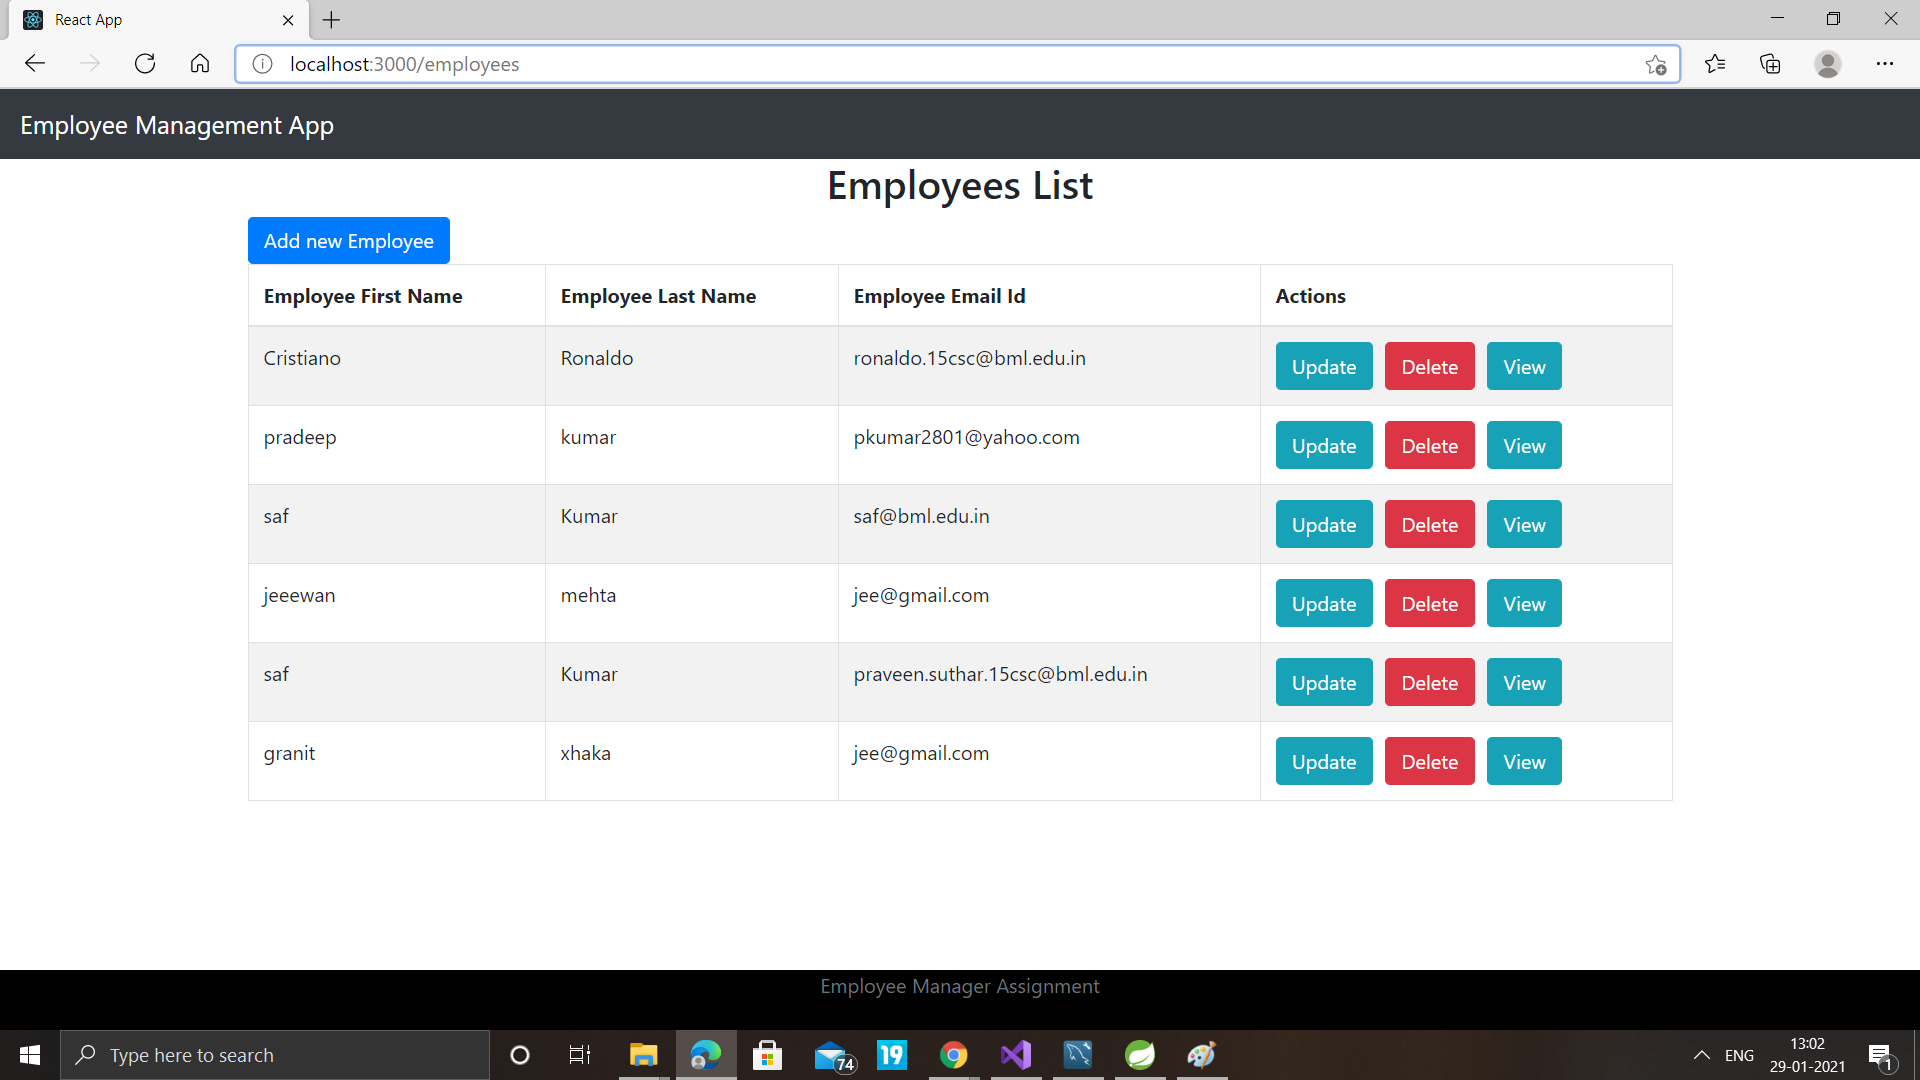 React App
localhost:3000/employees
Employee Management App
Employees List
Add new Employee
Employee First Name Employee Last Name Employee Email Id Actions
Cristiano Ronaldo ronaldo.15csc@bml.edu.in Update Delete View
pradeep kumar pkumar2801@yahoo.com Update Delete View
saf Kumar saf@bml.edu.in Update Delete View
jeeewan mehta jee@gmail.com Update Delete View
saf Kumar praveen.suthar.15csc@bml.edu.in Update Delete View
granit xhaka jee@gmail.com Update Delete View
Employee Manager Assignment
Type here to search 74 19 ENG 13:02
29-01-2021 1